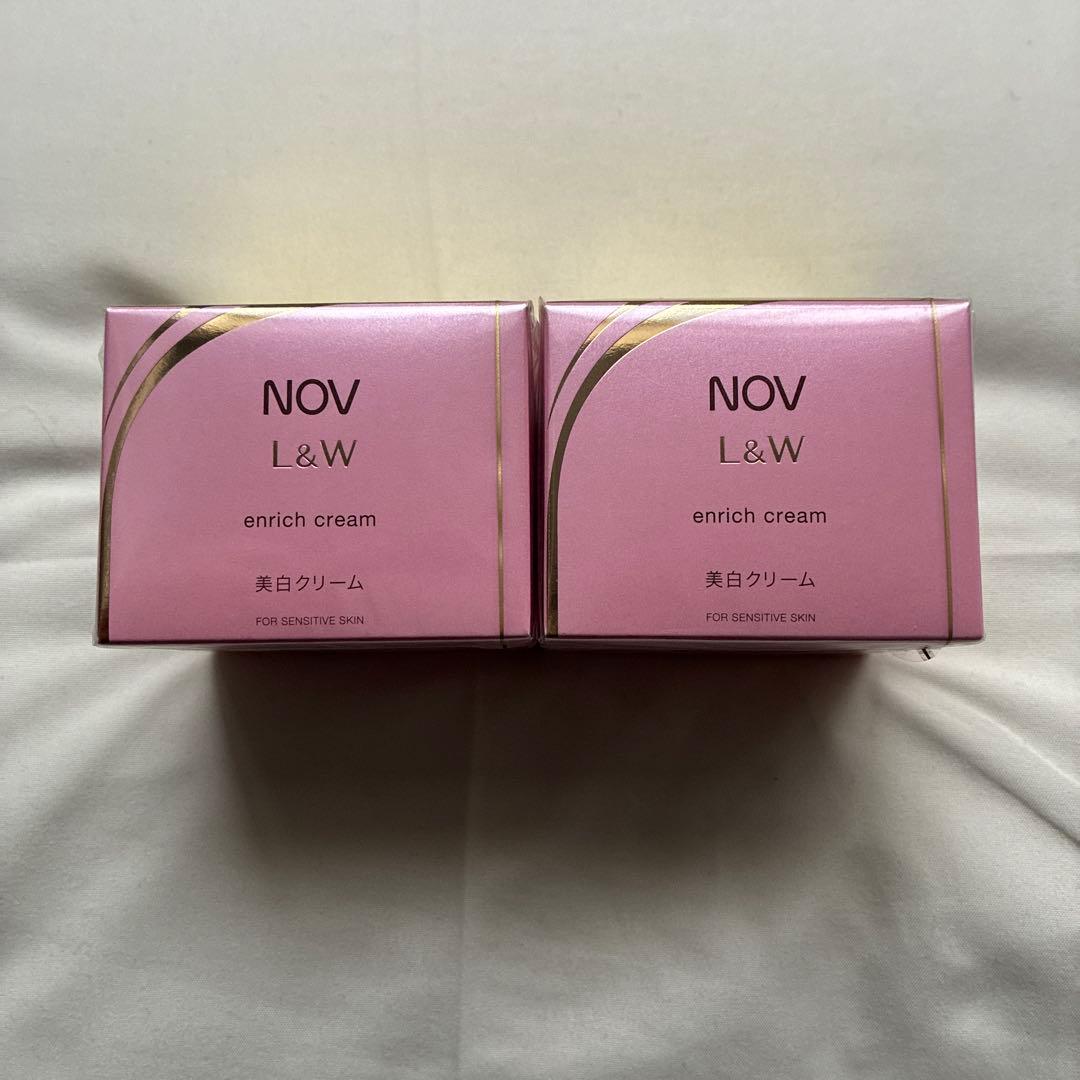 NOV
L&W
enrich cream
美白クリーム
FOR SENSITIVE SKIN
NOV
L&W
enrich cream
美白クリーム
FOR SENSITIVE SKIN